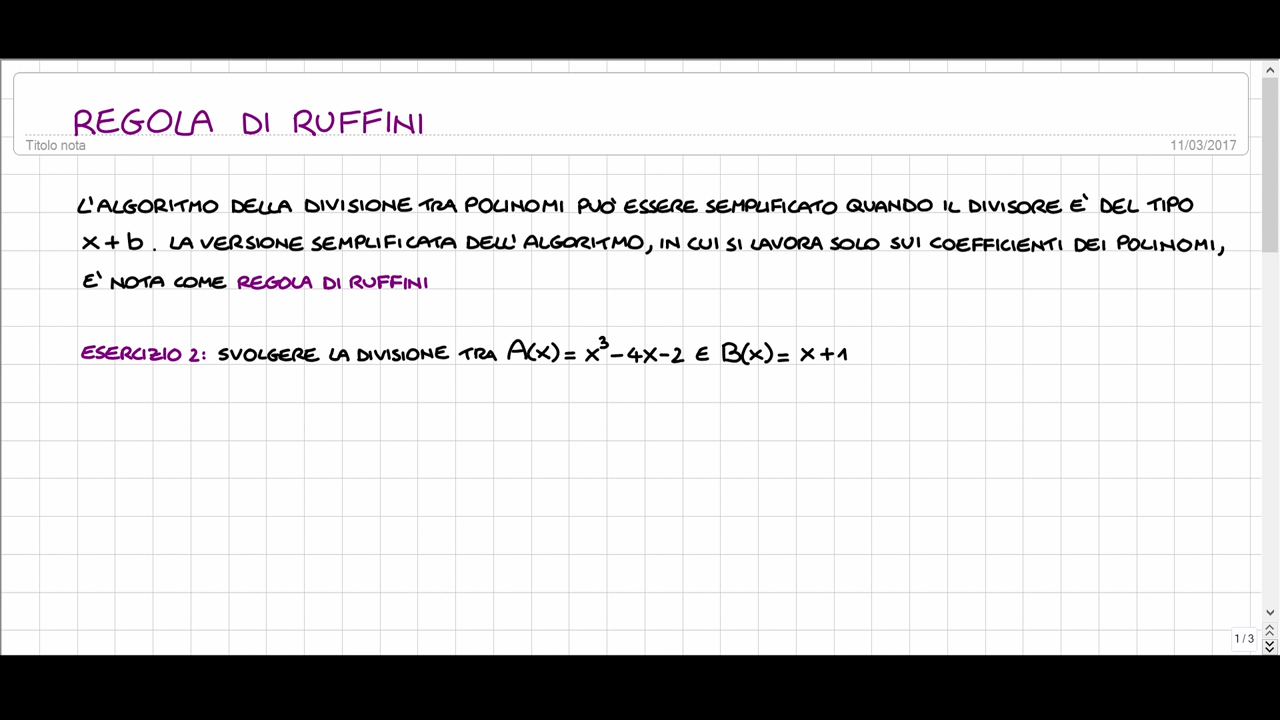 REGOLA DI RUFFINI
Titolo nota
11/03/2017
L'ALGORITMO DELLA DIVISIONE TRA POLINOMI PUÒ ESSERE SEMPLIFICATO QUANDO IL DIVISORE E' DEL TIPO
x + b. LA VERSIONE SEMPLIFICATA DELL'ALGORITMO, IN CUI SI LAVORA SOLO SUI COEFFICIENTI DEI POLINOMI,
E' NOTA COME REGOLA DI RUFFINI
ESERCIZIO 2: SVOLGERE LA DIVISIONE TRA A(x) = x³ - 4x - 2 E B(x) = x + 1
1 / 3